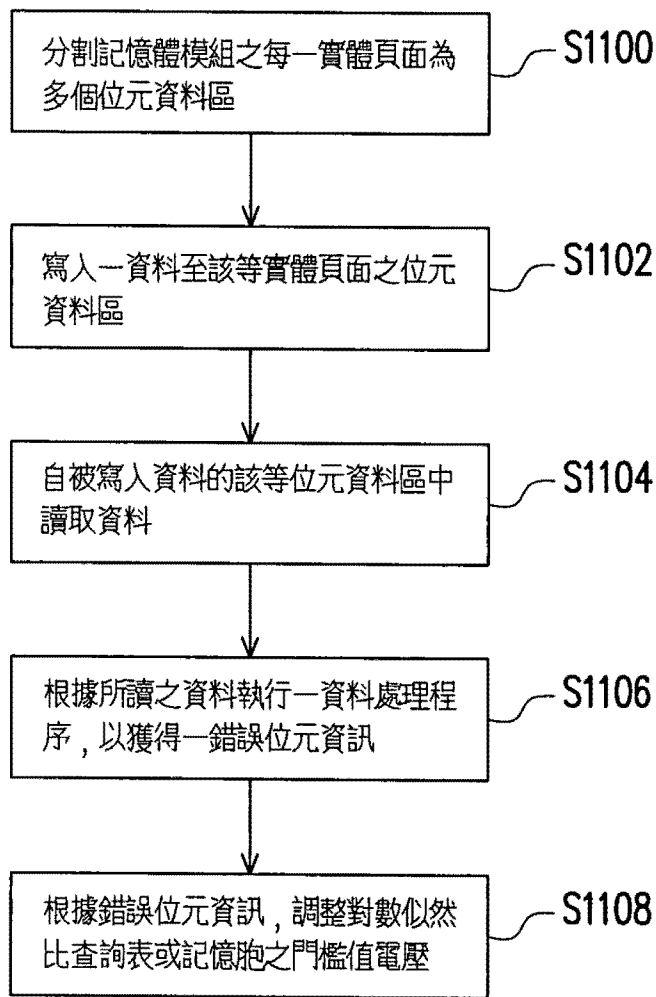 分割記憶體模組之每一實體頁面為
多個位元資料區
S1100
寫入一資料至該等實體頁面之位元
資料區
S1102
自被寫入資料的該等位元資料區中
讀取資料
S1104
根據所讀之資料執行一資料處理程
序，以獲得一錯誤位元資訊
S1106
根據錯誤位元資訊，調整對數似然
比查詢表或記憶胞之門檻值電壓
S1108